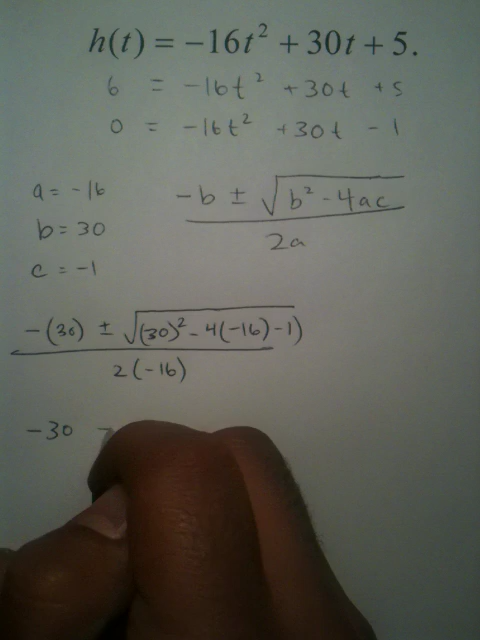 h(t) = −16t² + 30t + 5.
6 = -16t² +30t +5
0 = -16t² +30t - 1
a = -16
b = 30
c = -1
-b ± √b² - 4ac
2a
-(30) ± √(30)² - 4(-16)-1)
2(-16)
-30